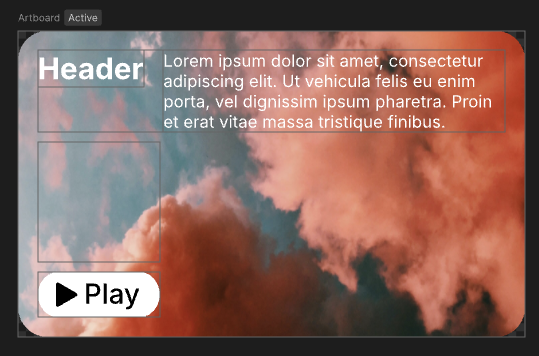 Artboard Active
Header
Lorem ipsum dolor sit amet, consectetur
adipiscing elit. Ut vehicula felis eu enim
porta, vel dignissim ipsum pharetra. Proin
et erat vitae massa tristique finibus.
Play